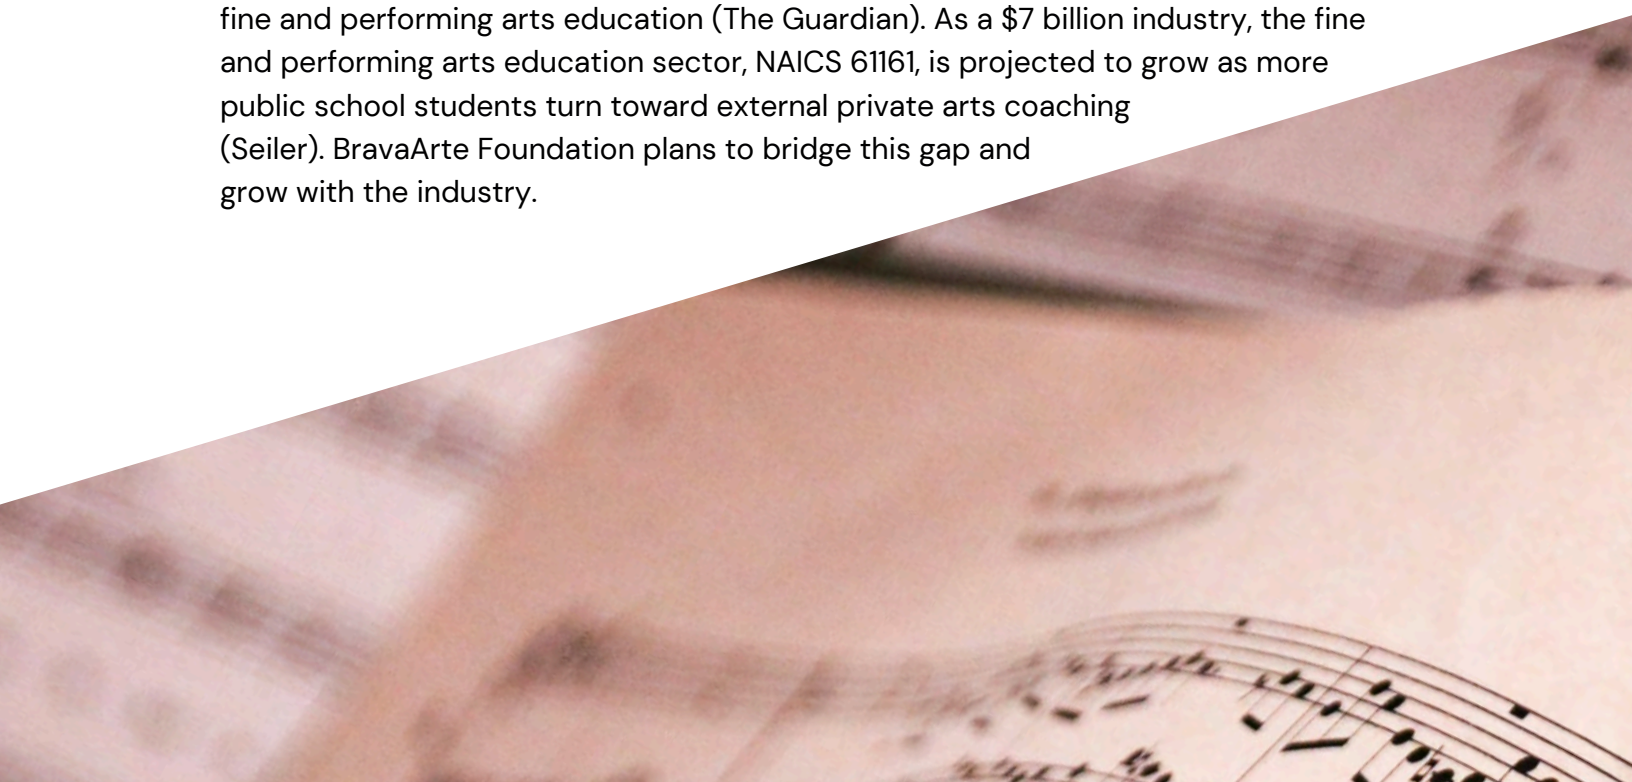 fine and performing arts education (The Guardian). As a $7 billion industry, the fine
and performing arts education sector, NAICS 61161, is projected to grow as more
public school students turn toward external private arts coaching
(Seiler). BravaArte Foundation plans to bridge this gap and
grow with the industry.